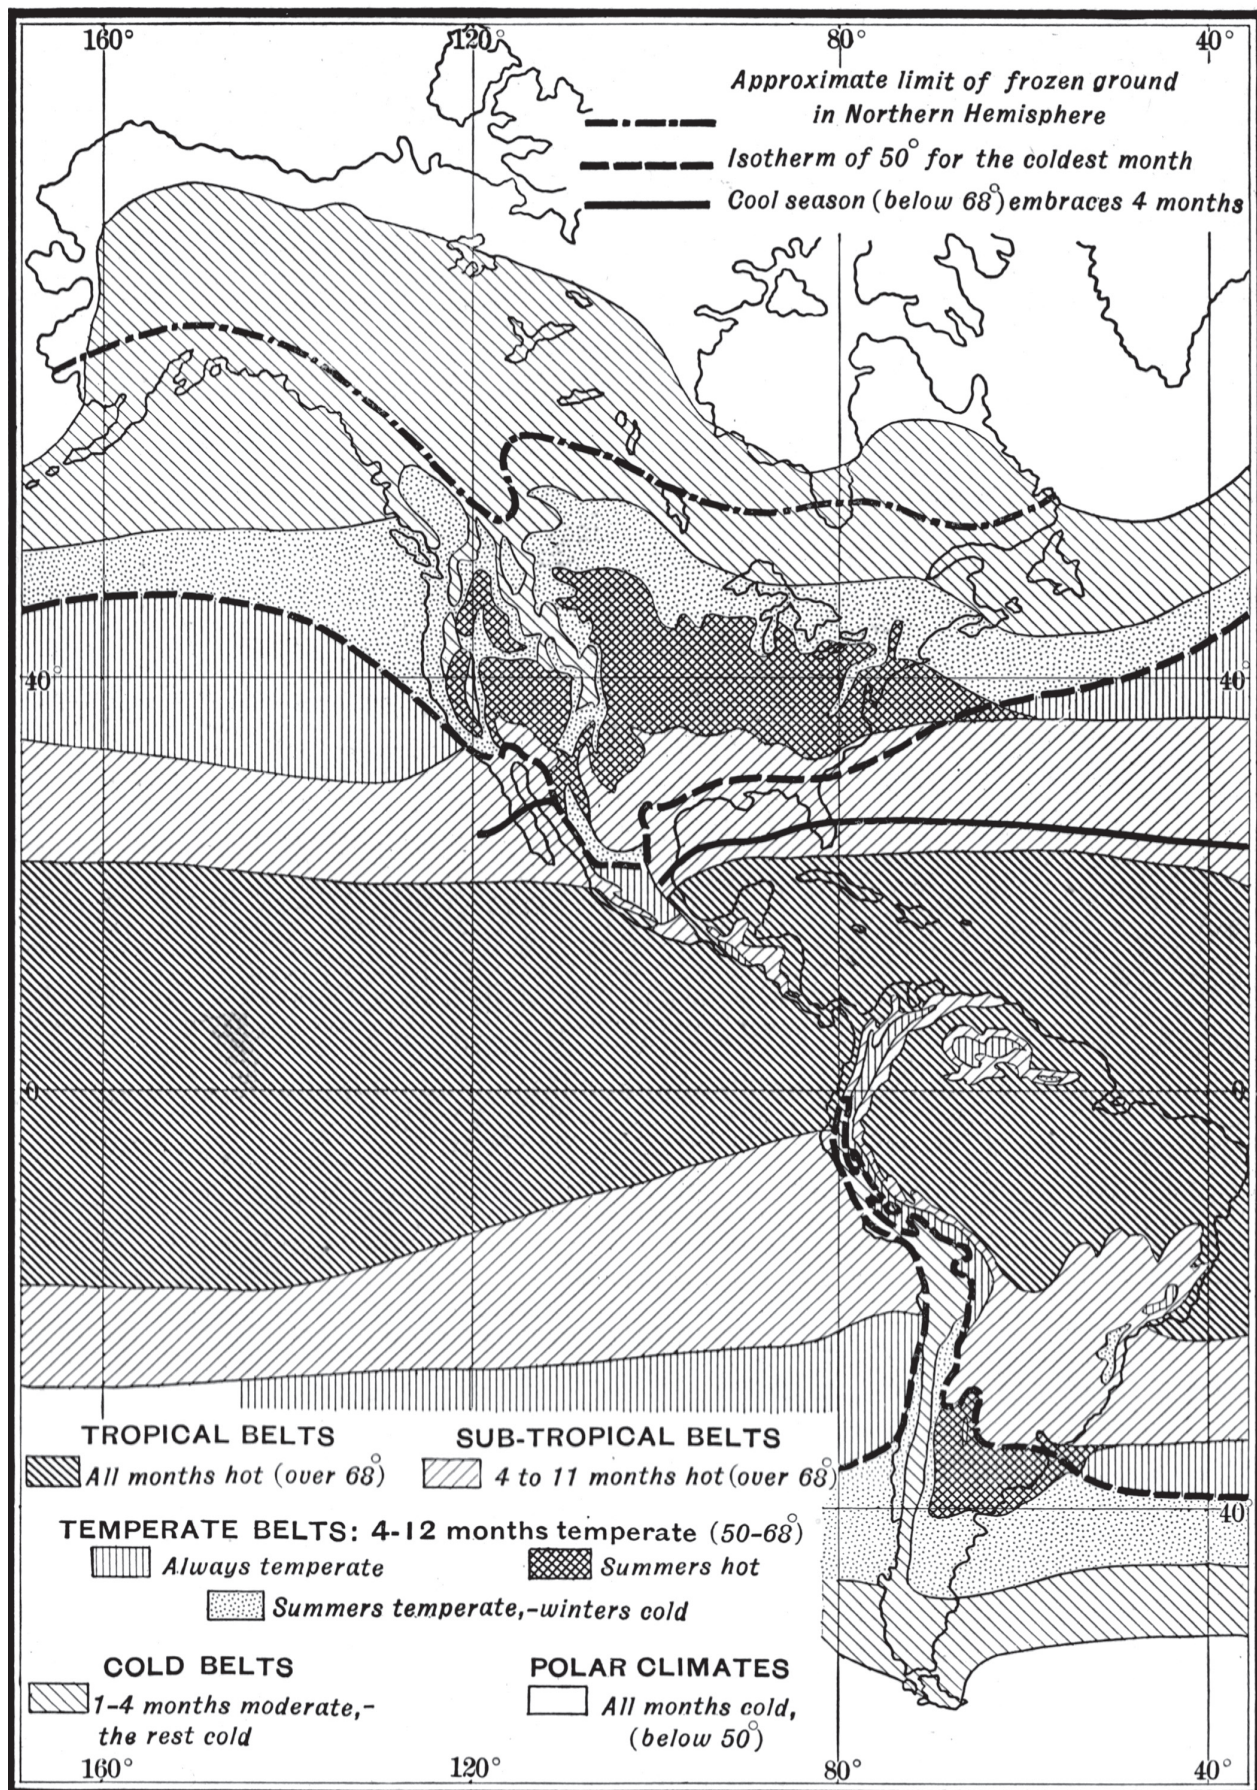 160° 120° 80° 40°
Approximate limit of frozen ground
in Northern Hemisphere
Isotherm of 50° for the coldest month
Cool season (below 68°) embraces 4 months
40° 40°
0 0
TROPICAL BELTS
All months hot (over 68°)
SUB-TROPICAL BELTS
4 to 11 months hot (over 68°)
40°
TEMPERATE BELTS: 4-12 months temperate (50-68°)
Always temperate
Summers hot
Summers temperate,-winters cold
COLD BELTS
1-4 months moderate,-
the rest cold
POLAR CLIMATES
All months cold,
(below 50°)
160° 120° 80° 40°